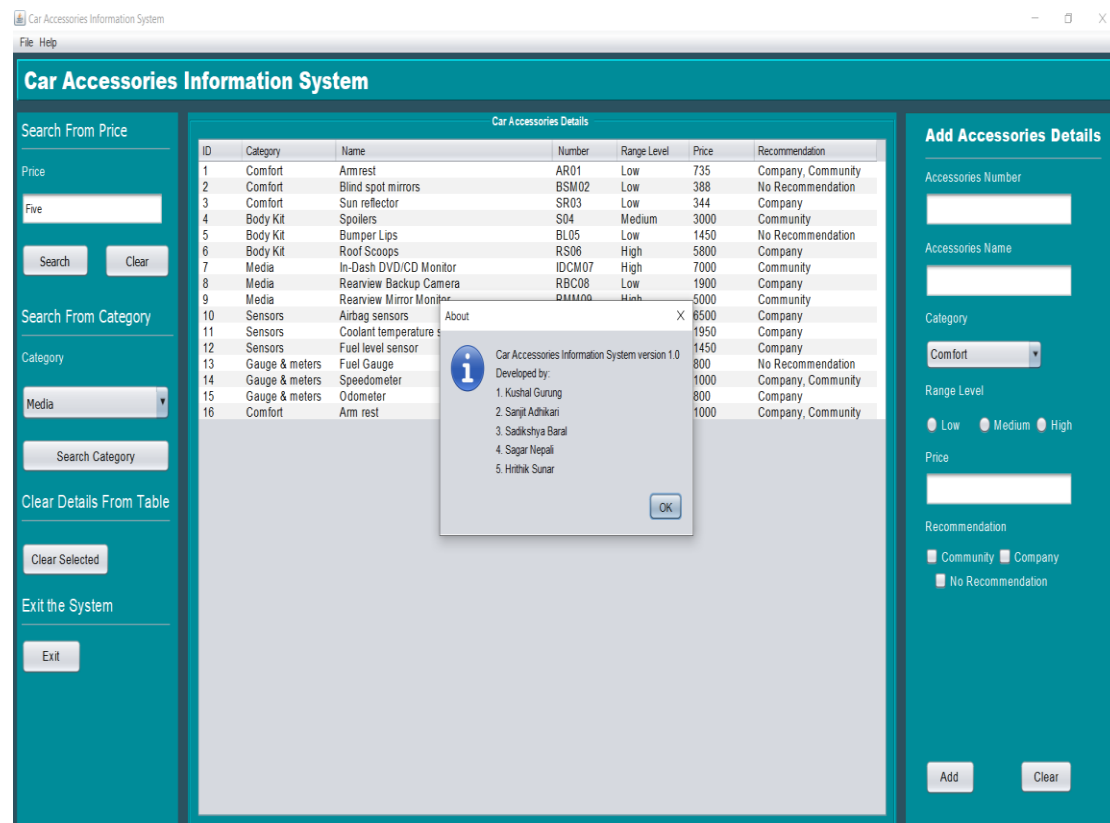 Car Accessories Information System
File Help
Car Accessories Information System
Search From Price
Price
Five
Search Clear
Search From Category
Category
Media
Search Category
Clear Details From Table
Clear Selected
Exit the System
Exit
Car Accessories Details
ID Category Name Number Range Level Price Recommendation
1 Comfort Armrest AR01 Low 735 Company, Community
2 Comfort Blind spot mirrors BSM02 Low 388 No Recommendation
3 Comfort Sun reflector SR03 Low 344 Company
4 Body Kit Spoilers S04 Medium 3000 Community
5 Body Kit Bumper Lips BL05 Low 1450 No Recommendation
6 Body Kit Roof Scoops RS06 High 5800 Company
7 Media In-Dash DVD/CD Monitor IDCM07 High 7000 Community
8 Media Rearview Backup Camera RBC08 Low 1900 Company
9 Media Rearview Mirror Monitor RMM09 High 5000 Community
10 Sensors Airbag sensors 6500 Company
11 Sensors Coolant temperature 1950 Company
12 Sensors Fuel level sensor 1450 Company
13 Gauge & meters Fuel Gauge 800 No Recommendation
14 Gauge & meters Speedometer 1000 Company, Community
15 Gauge & meters Odometer 800 Company
16 Comfort Arm rest 1000 Company, Community
About X
Car Accessories Information System version 1.0
Developed by:
1. Kushal Gurung
2. Sanjit Adhikari
3. Sadikshya Baral
4. Sagar Nepali
5. Hrithik Sunar
OK
Add Accessories Details
Accessories Number
Accessories Name
Category
Comfort
Range Level
Low Medium High
Price
Recommendation
Community Company
No Recommendation
Add Clear